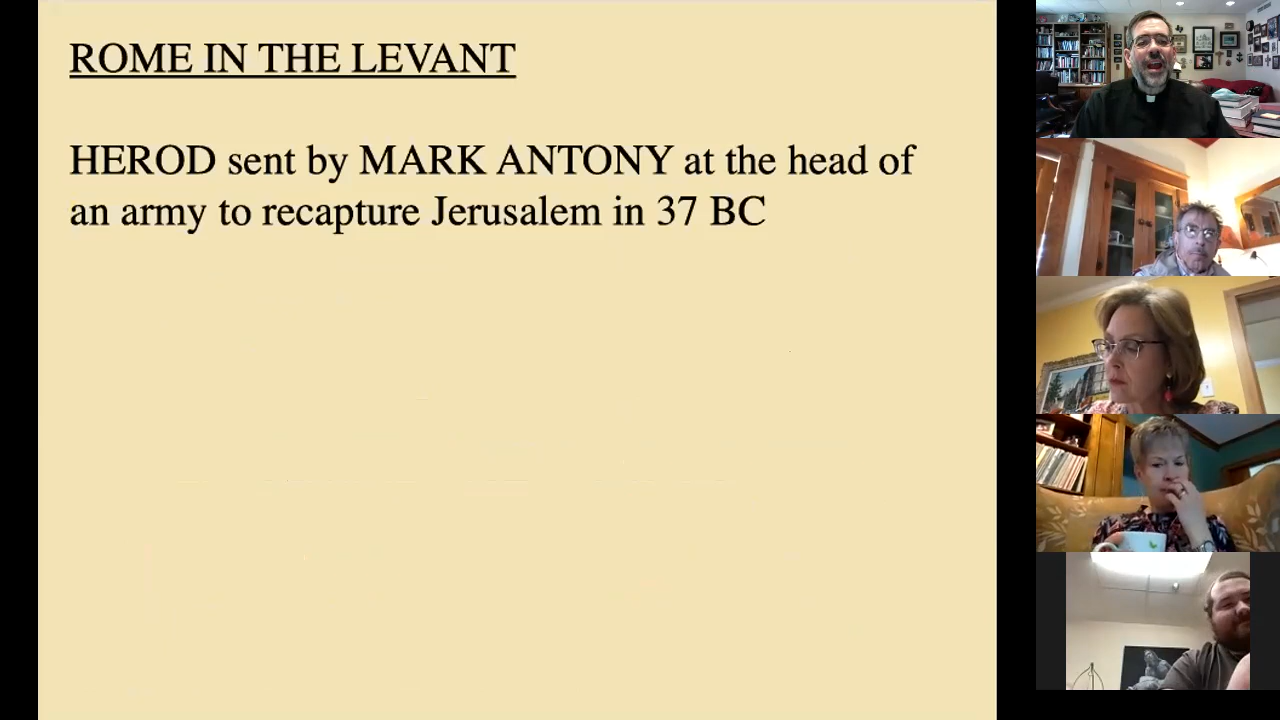 ROME IN THE LEVANT
HEROD sent by MARK ANTONY at the head of
an army to recapture Jerusalem in 37 BC